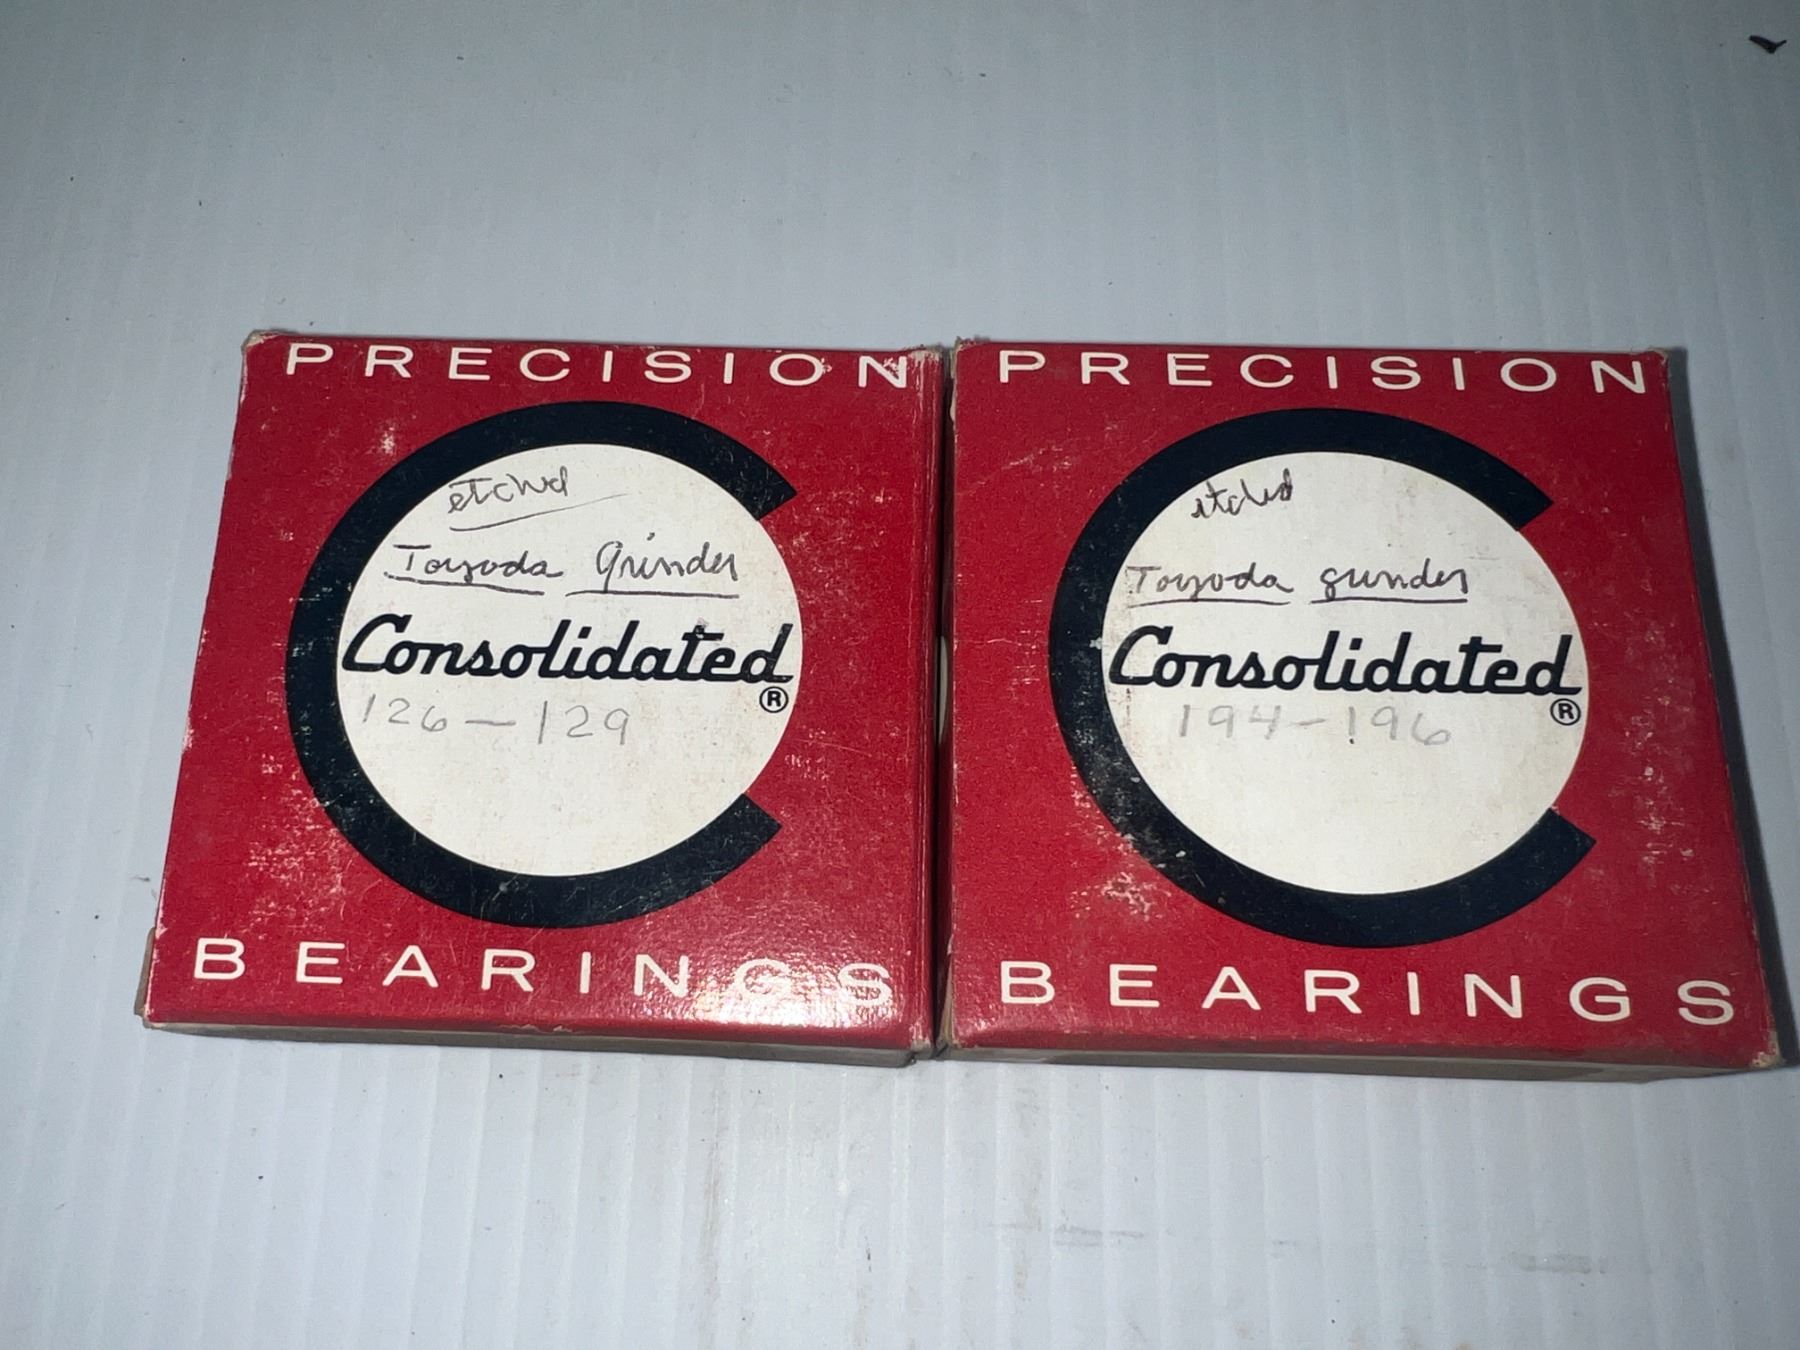 PRECISION
etched
Toyoda Grinder
Consolidated®
126-129
BEARINGS
PRECISION
etched
Toyoda grinder
Consolidated®
194-196
BEARINGS